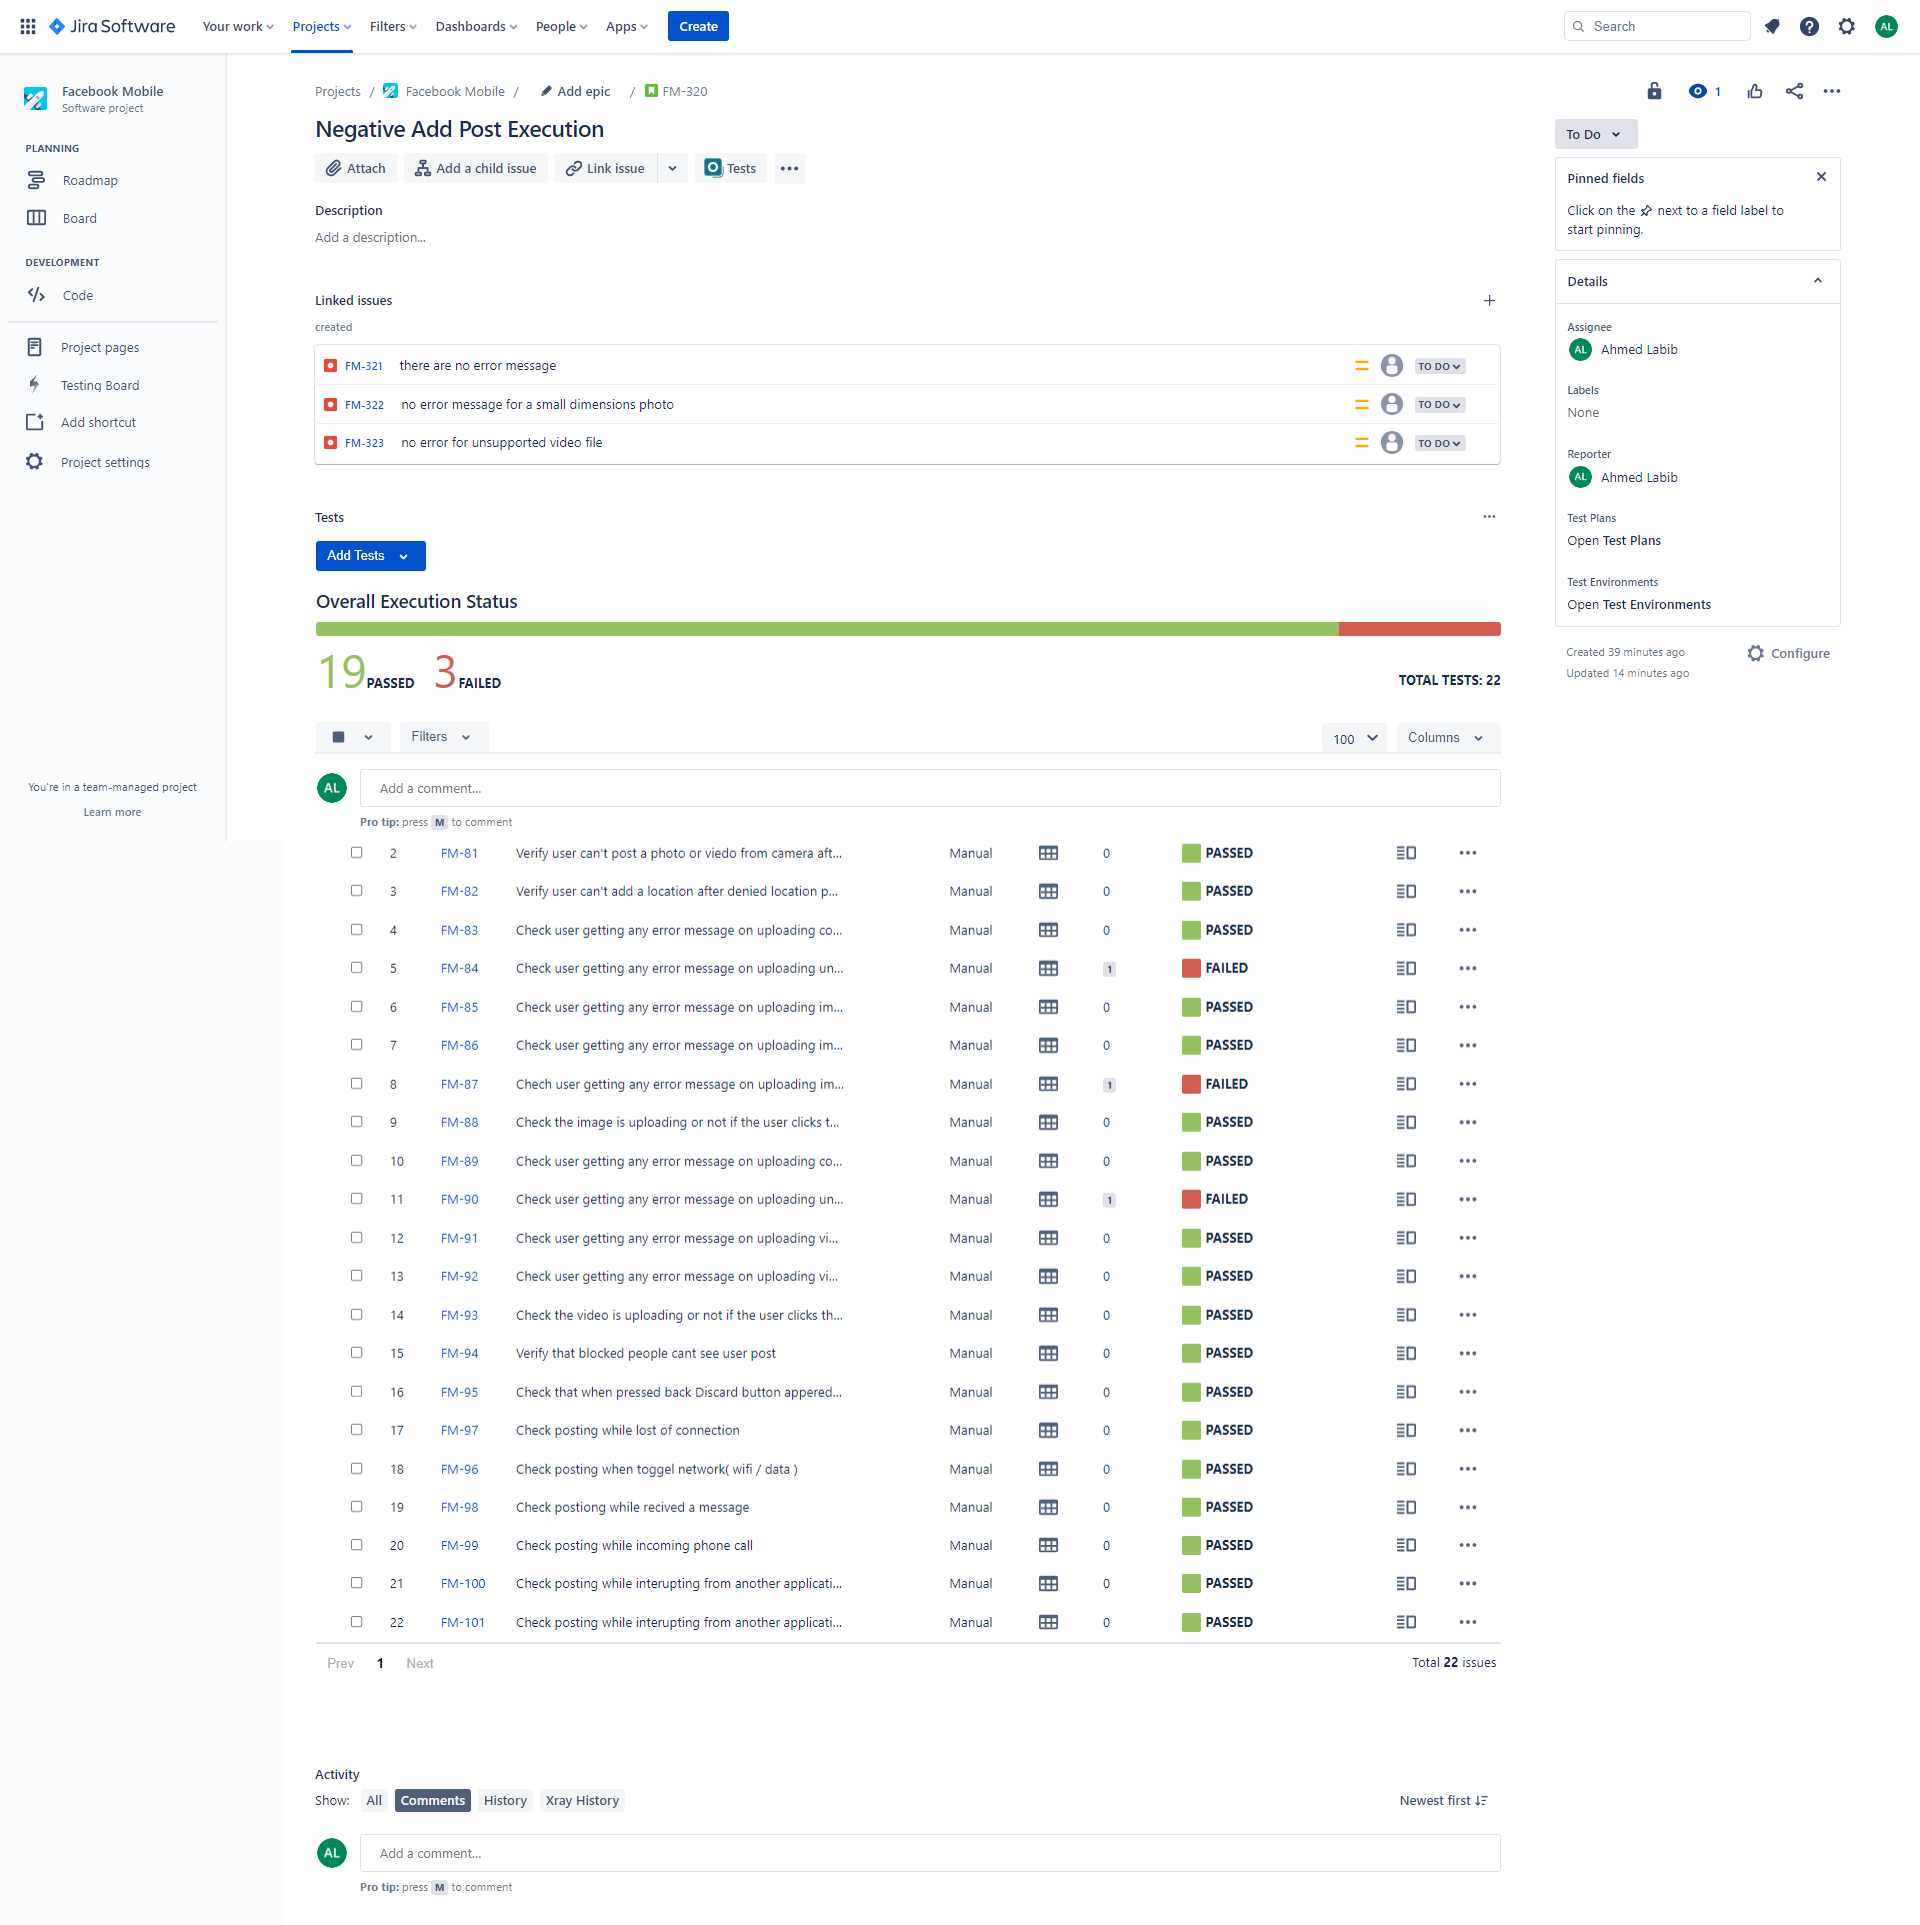 Jira Software Your work Projects Filters Dashboards People Apps Create Search AL
Facebook Mobile
Software project
PLANNING
Roadmap
Board
DEVELOPMENT
Code
Project pages
Testing Board
Add shortcut
Project settings
You're in a team-managed project
Learn more
Projects / Facebook Mobile / Add epic / FM-320
1
Negative Add Post Execution
Attach Add a child issue Link issue Tests
Description
Add a description...
Linked issues
created
FM-321 there are no error message TO DO
FM-322 no error message for a small dimensions photo TO DO
FM-323 no error for unsupported video file TO DO
Tests
Add Tests
Overall Execution Status
19 PASSED 3 FAILED TOTAL TESTS: 22
Filters 100 Columns
AL Add a comment...
Pro tip: press M to comment
2 FM-81 Verify user can't post a photo or viedo from camera aft... Manual 0 PASSED
3 FM-82 Verify user can't add a location after denied location p... Manual 0 PASSED
4 FM-83 Check user getting any error message on uploading co... Manual 0 PASSED
5 FM-84 Check user getting any error message on uploading un... Manual 1 FAILED
6 FM-85 Check user getting any error message on uploading im... Manual 0 PASSED
7 FM-86 Check user getting any error message on uploading im... Manual 0 PASSED
8 FM-87 Chech user getting any error message on uploading im... Manual 1 FAILED
9 FM-88 Check the image is uploading or not if the user clicks t... Manual 0 PASSED
10 FM-89 Check user getting any error message on uploading co... Manual 0 PASSED
11 FM-90 Check user getting any error message on uploading un... Manual 1 FAILED
12 FM-91 Check user getting any error message on uploading vi... Manual 0 PASSED
13 FM-92 Check user getting any error message on uploading vi... Manual 0 PASSED
14 FM-93 Check the video is uploading or not if the user clicks th... Manual 0 PASSED
15 FM-94 Verify that blocked people cant see user post Manual 0 PASSED
16 FM-95 Check that when pressed back Discard button appered... Manual 0 PASSED
17 FM-97 Check posting while lost of connection Manual 0 PASSED
18 FM-96 Check posting when toggel network( wifi / data ) Manual 0 PASSED
19 FM-98 Check postiong while recived a message Manual 0 PASSED
20 FM-99 Check posting while incoming phone call Manual 0 PASSED
21 FM-100 Check posting while interupting from another applicati... Manual 0 PASSED
22 FM-101 Check posting while interupting from another applicati... Manual 0 PASSED
Prev 1 Next Total 22 issues
Activity
Show: All Comments History Xray History Newest first
AL Add a comment...
Pro tip: press M to comment
To Do
Pinned fields
Click on the next to a field label to
start pinning.
Details
Assignee
AL Ahmed Labib
Labels
None
Reporter
AL Ahmed Labib
Test Plans
Open Test Plans
Test Environments
Open Test Environments
Created 39 minutes ago
Configure
Updated 14 minutes ago